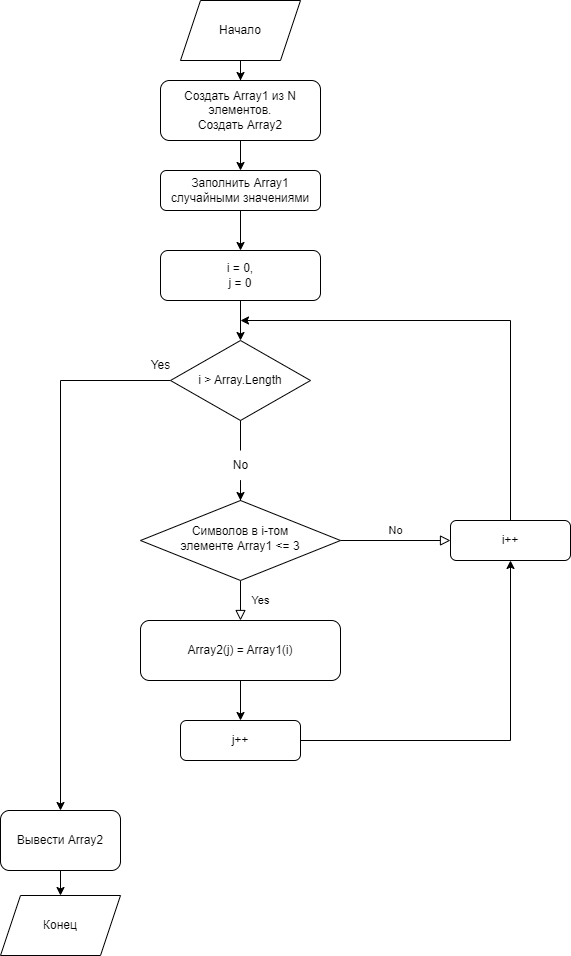 Начало
Создать Array1 из N
элементов.
Создать Array2
Заполнить Array1
случайными значениями
i = 0,
j = 0
Yes
i > Array.Length
No
Символов в i-том
элементе Array1 <= 3
No
i++
Yes
Array2(j) = Array1(i)
j++
Вывести Array2
Конец